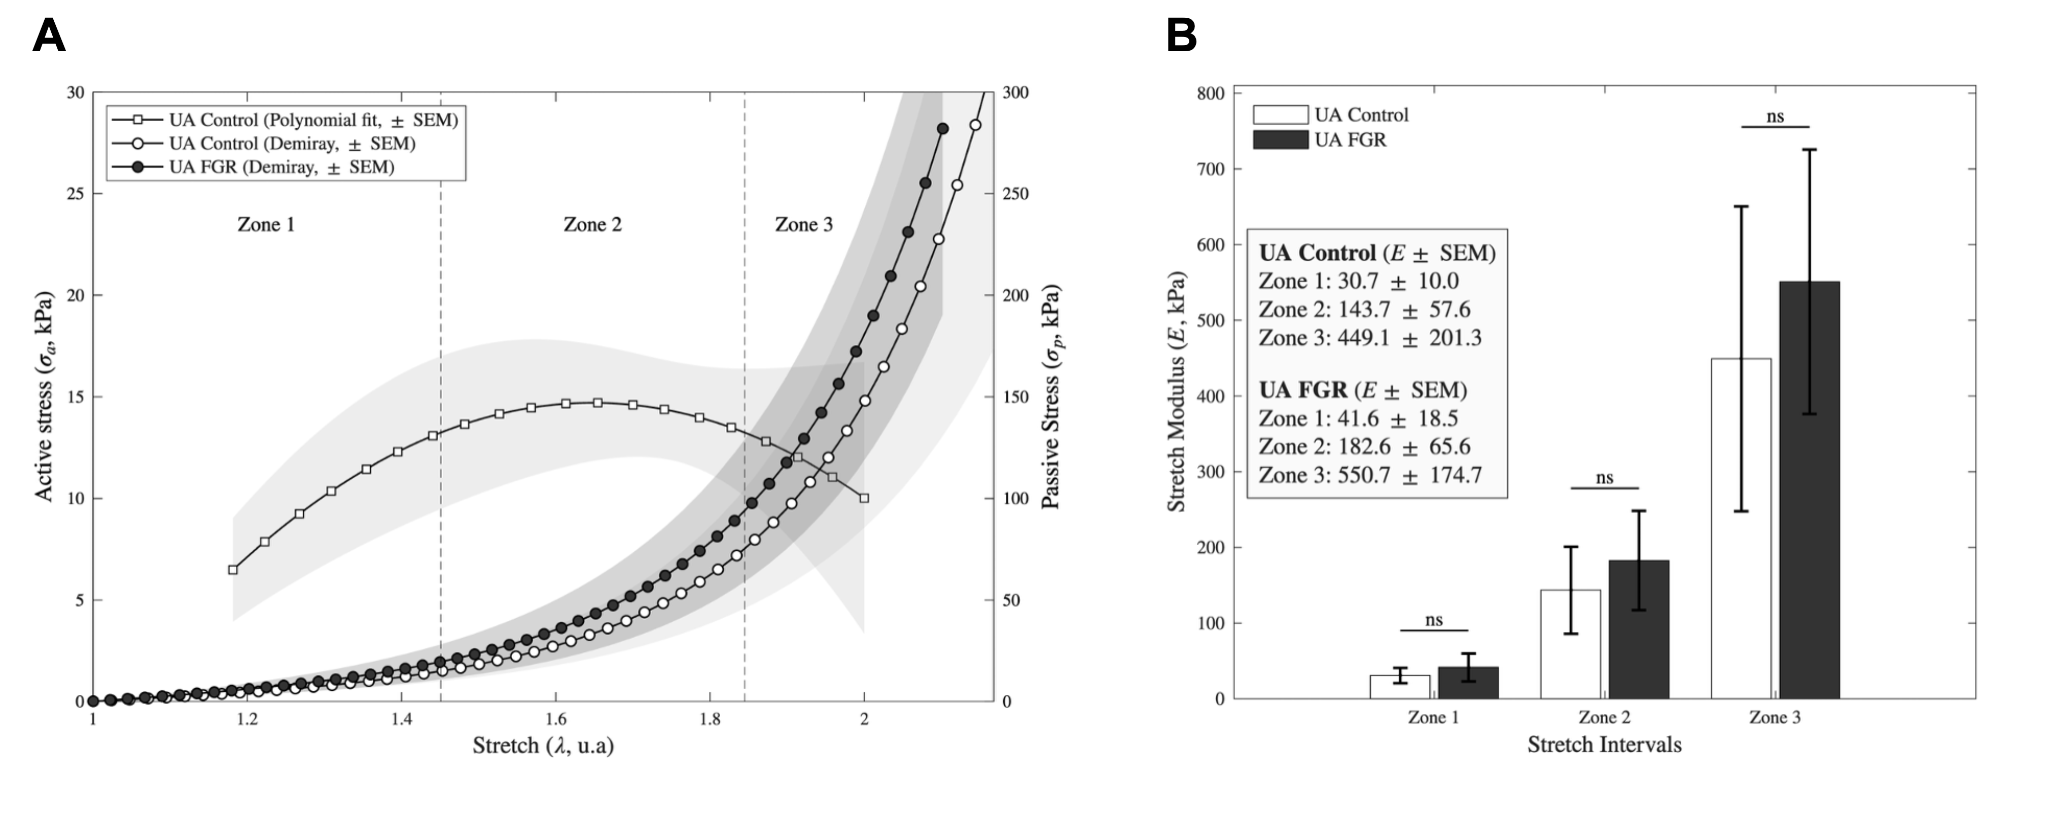 A
30
25
20
15
10
5
0
300
250
200
150
100
50
0
1
1.2
1.4
1.6
1.8
2
Active stress (σa, kPa)
Passive Stress (σp, kPa)
Stretch (λ, u.a)
UA Control (Polynomial fit, ± SEM)
UA Control (Demiray, ± SEM)
UA FGR (Demiray, ± SEM)
Zone 1
Zone 2
Zone 3
B
800
700
600
500
400
300
200
100
0
Stretch Modulus (E, kPa)
UA Control
UA FGR
UA Control (E ± SEM)
Zone 1: 30.7 ± 10.0
Zone 2: 143.7 ± 57.6
Zone 3: 449.1 ± 201.3
UA FGR (E ± SEM)
Zone 1: 41.6 ± 18.5
Zone 2: 182.6 ± 65.6
Zone 3: 550.7 ± 174.7
ns
ns
ns
Zone 1
Zone 2
Zone 3
Stretch Intervals